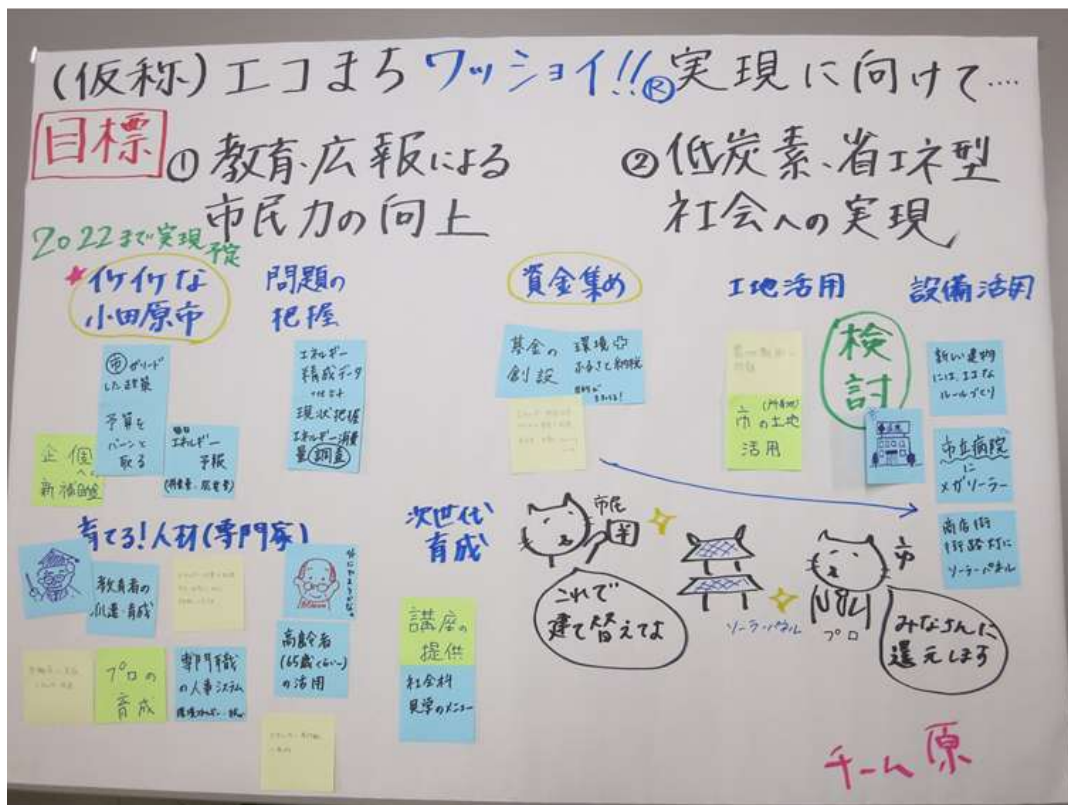 (仮称)エコまちワッショイ!!Ⓡ実現に向けて....
目標
①教育、広報による
市民力の向上
②低炭素、省エネ型
社会への実現
2022まで実現
予定
イケイケな
小田原市
問題の
把握
資金集め
土地活用
設備活用
市がリード
した政策
予算を
バーンと
取る
エネルギー
予報
企 個へ
新補助金
エネルギー
構成データ
現状把握
エネルギー消費
量調査
基金の
創設
環境
ふるさと納税
市の土地
活用
検討
新しい建物
には、エコな
ルールづくり
市立病院
に
メガソーラー
商店街
街路灯に
ソーラーパネル
育てる!人材(専門家)
次世代
育成
教育者の
派遣・育成
高齢者
(65歳くらい〜)
の活用
プロの
育成
専門職
の人事システム
講座の
提供
社会科
見学のメニュー
市民
これで
建て替えてよ
ソーラーパネル
市
プロ
みなさんに
還元します
チーム原